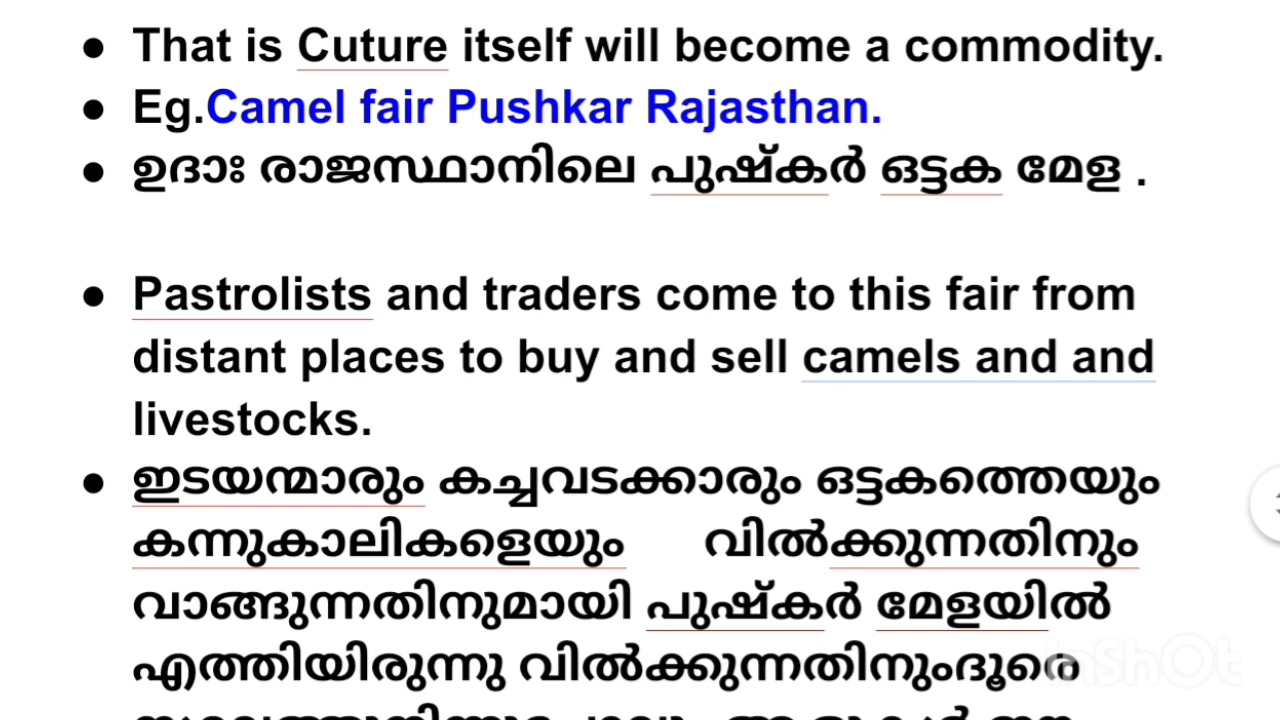 ● That is Cuture itself will become a commodity.
● Eg.Camel fair Pushkar Rajasthan.
● ഉദാഃ രാജസ്ഥാനിലെ പുഷ്കർ ഒട്ടക മേള .
● Pastrolists and traders come to this fair from
distant places to buy and sell camels and and
livestocks.
● ഇടയന്മാരും കച്ചവടക്കാരും ഒട്ടകത്തെയും
കന്നുകാലികളെയും വിൽക്കുന്നതിനും
വാങ്ങുന്നതിനുമായി പുഷ്കർ മേളയിൽ
എത്തിയിരുന്നു വിൽക്കുന്നതിനുംദൂരെ
InShOt